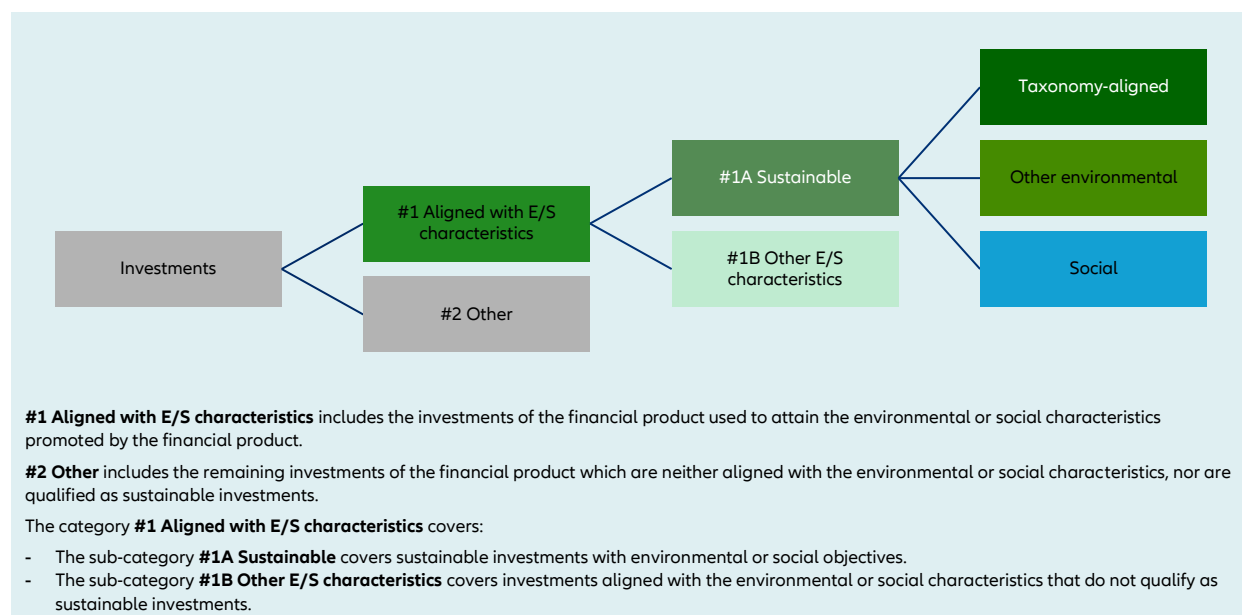 Taxonomy-aligned
#1A Sustainable
Other environmental
#1 Aligned with E/S
characteristics
Investments
#1B Other E/S
characteristics
Social
#2 Other
#1 Aligned with E/S characteristics includes the investments of the financial product used to attain the environmental or social characteristics
promoted by the financial product.
#2 Other includes the remaining investments of the financial product which are neither aligned with the environmental or social characteristics, nor are
qualified as sustainable investments.
The category #1 Aligned with E/S characteristics covers:
- The sub-category #1A Sustainable covers sustainable investments with environmental or social objectives.
- The sub-category #1B Other E/S characteristics covers investments aligned with the environmental or social characteristics that do not qualify as
sustainable investments.